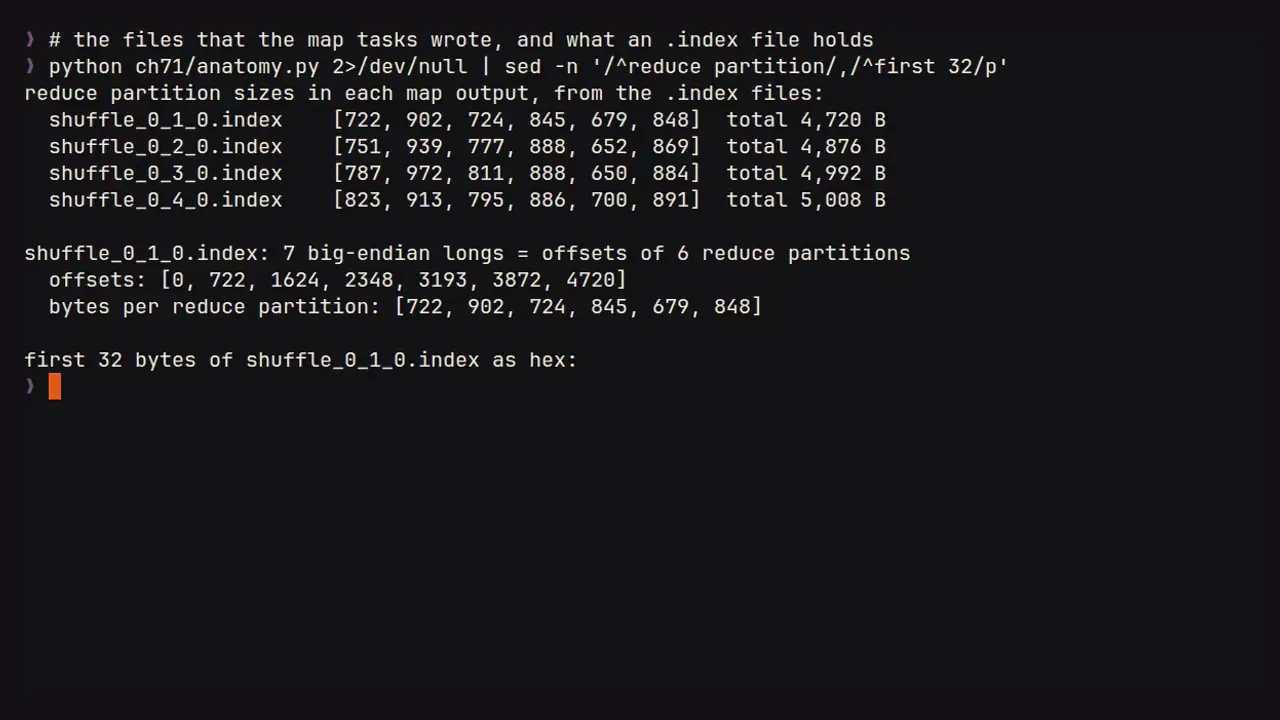 ❯ # the files that the map tasks wrote, and what an .index file holds
❯ python ch71/anatomy.py 2>/dev/null | sed -n '/^reduce partition/,/^first 32/p'
reduce partition sizes in each map output, from the .index files:
  shuffle_0_1_0.index    [722, 902, 724, 845, 679, 848]  total 4,720 B
  shuffle_0_2_0.index    [751, 939, 777, 888, 652, 869]  total 4,876 B
  shuffle_0_3_0.index    [787, 972, 811, 888, 650, 884]  total 4,992 B
  shuffle_0_4_0.index    [823, 913, 795, 886, 700, 891]  total 5,008 B
shuffle_0_1_0.index: 7 big-endian longs = offsets of 6 reduce partitions
  offsets: [0, 722, 1624, 2348, 3193, 3872, 4720]
  bytes per reduce partition: [722, 902, 724, 845, 679, 848]
first 32 bytes of shuffle_0_1_0.index as hex:
❯